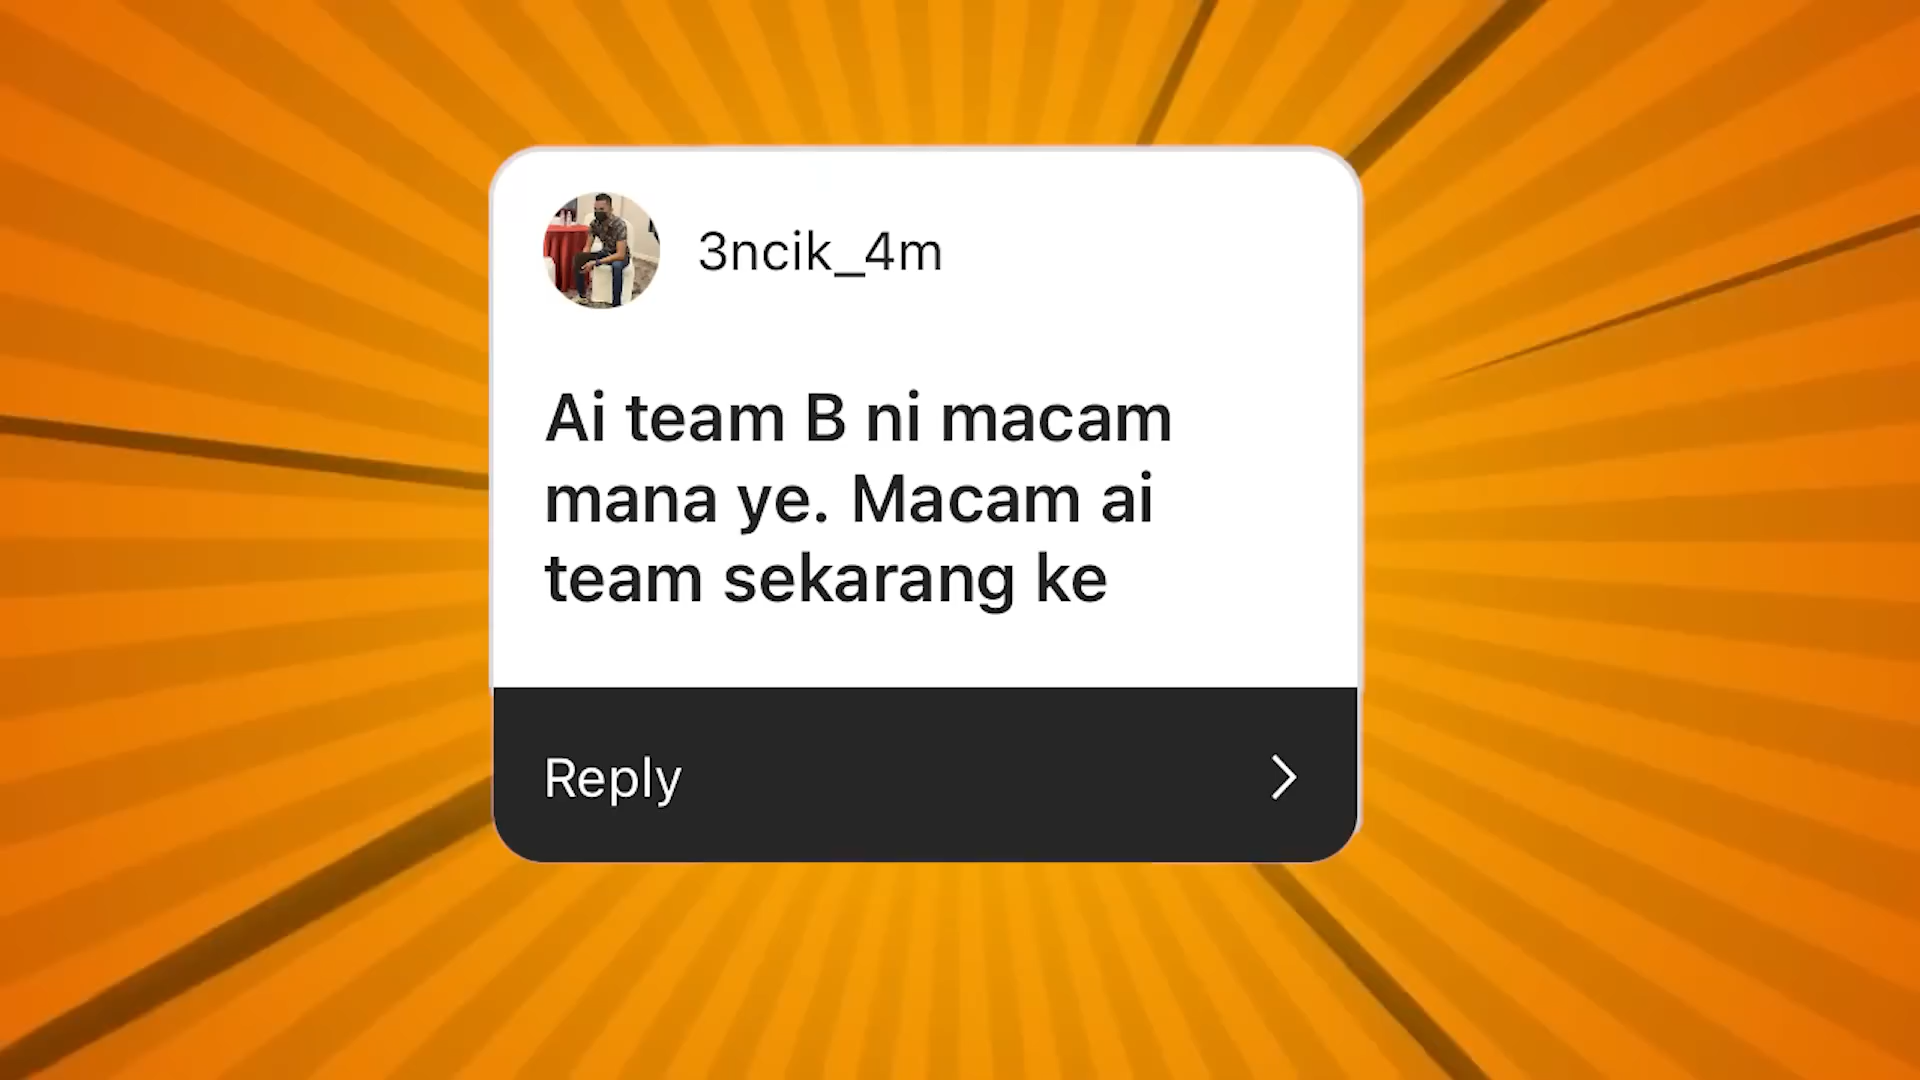 3ncik_4m
Ai team B ni macam
mana ye. Macam ai
team sekarang ke
Reply